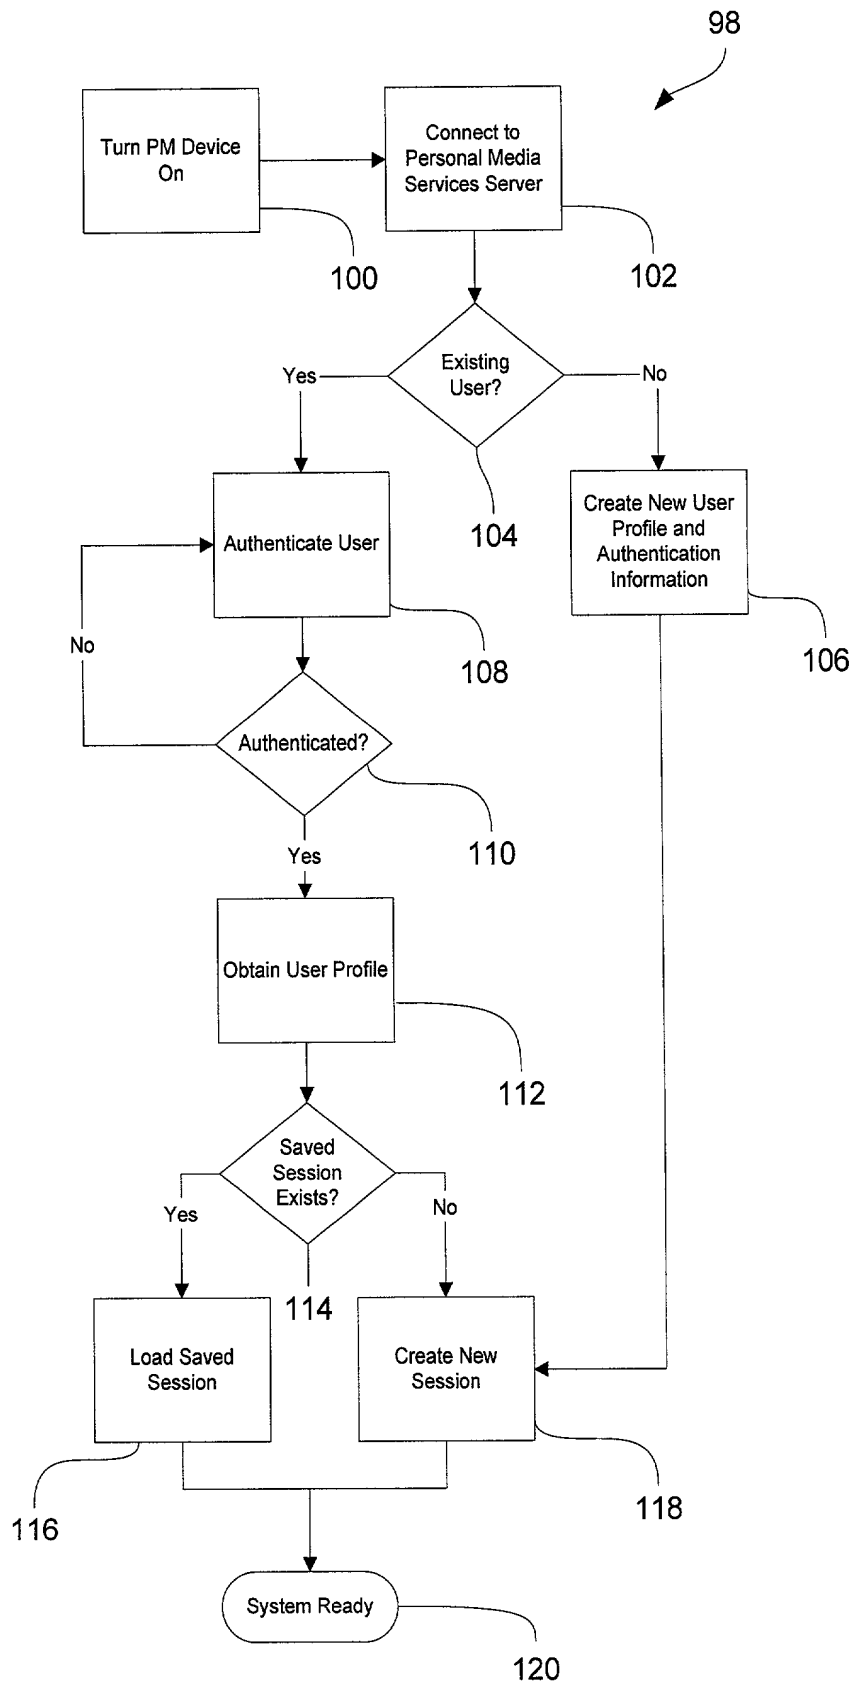 98
Turn PM Device
On
Connect to
Personal Media
Services Server
100
102
Existing
User?
Yes
No
104
Authenticate User
Create New User
Profile and
Authentication
Information
No
108
106
Authenticated?
110
Yes
Obtain User Profile
112
Saved
Session
Exists?
Yes
No
114
Load Saved
Session
Create New
Session
116
118
System Ready
120